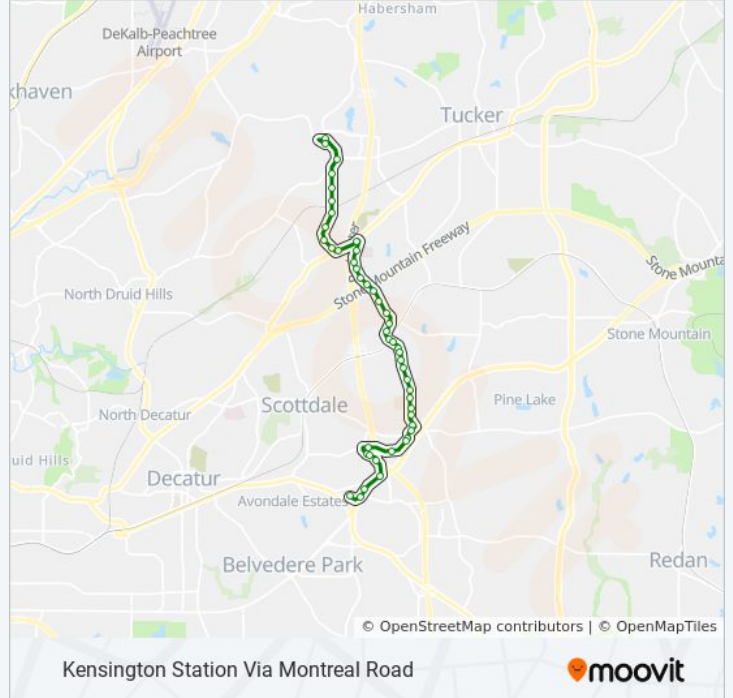 Habersham
DeKalb-Peachtree
Airport
khaven
Tucker
Stone Mountain Freeway
Stone Mounta
North Druid Hills
Stone Mountain
Pine Lake
Scottdale
North Decatur
uid Hills
Decatur
Avondale Estates
Belvedere Park
Redan
© OpenStreetMap contributors | © OpenMapTiles
Kensington Station Via Montreal Road
moovit